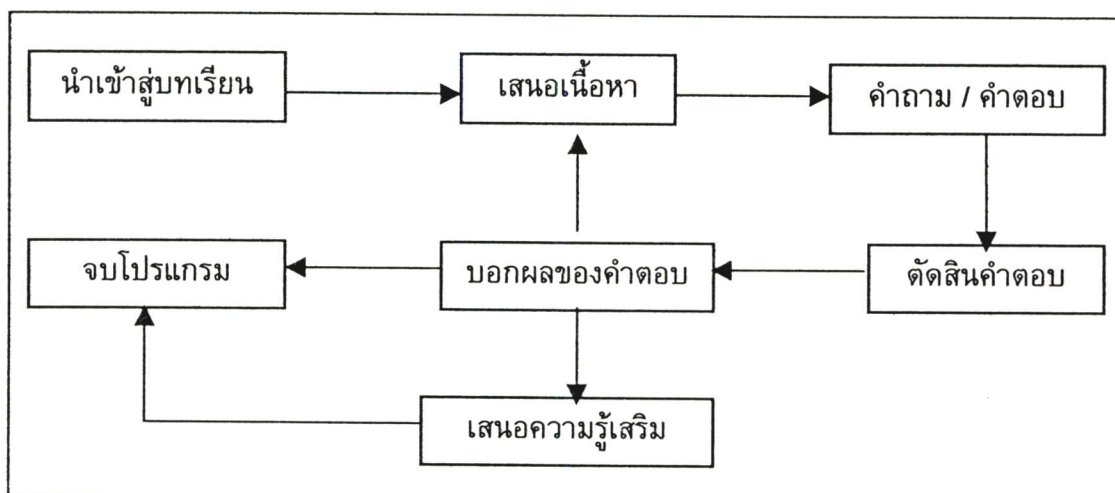 นำเข้าสู่บทเรียน
เสนอเนื้อหา
คำถาม / คำตอบ
จบโปรแกรม
บอกผลของคำตอบ
ตัดสินคำตอบ
เสนอความรู้เสริม